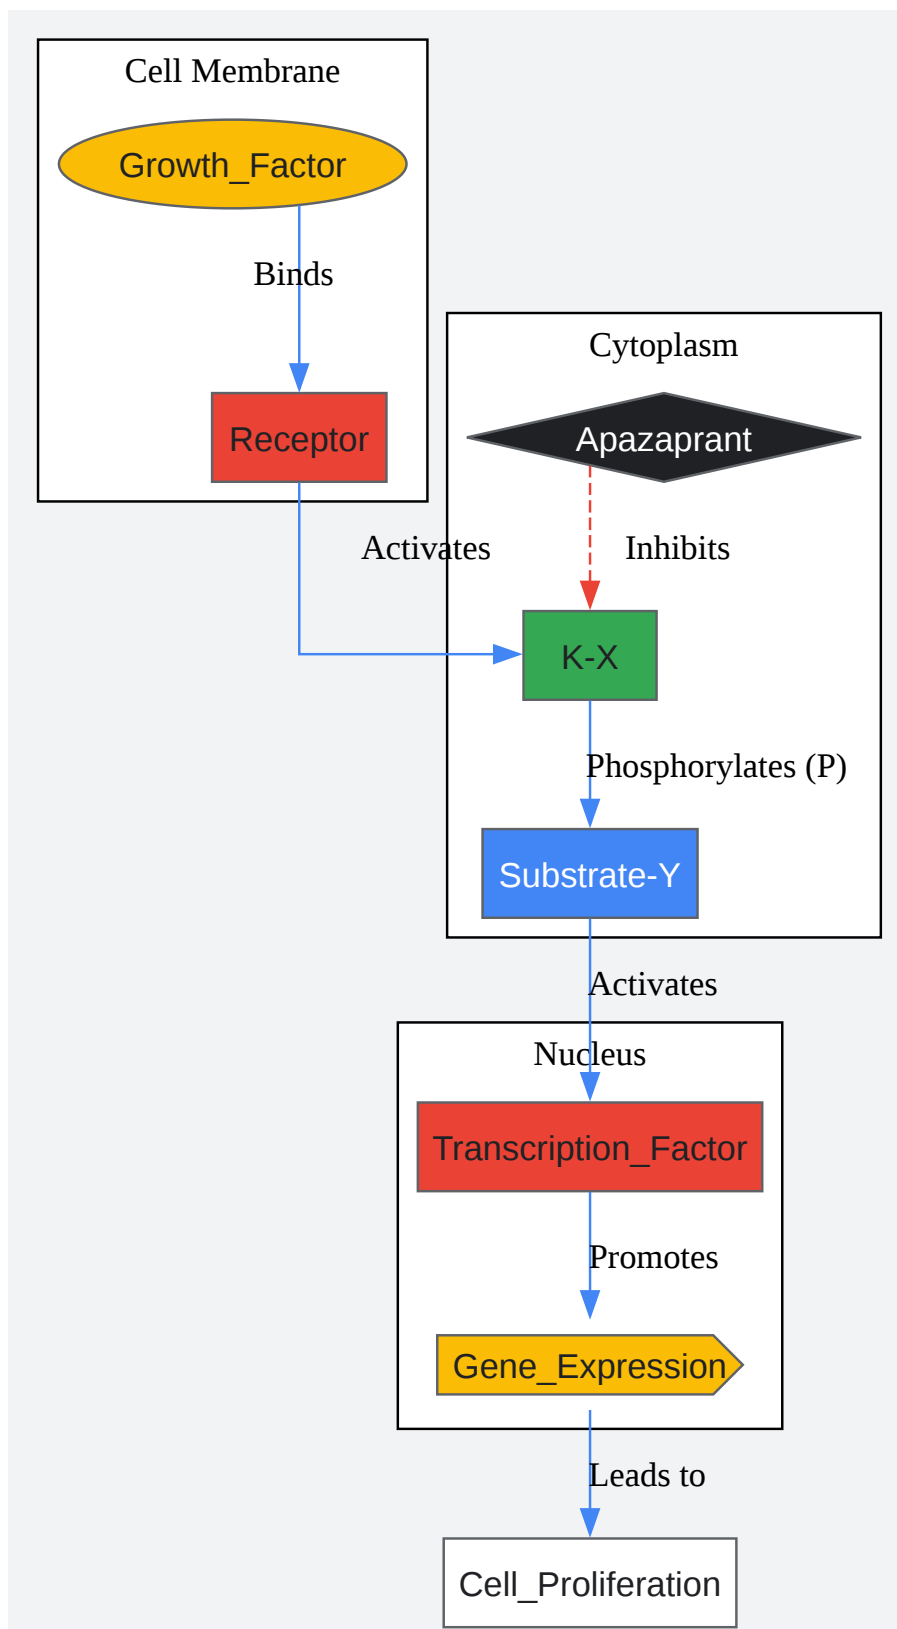 Cell Membrane
Growth_Factor
Binds
Receptor
Cytoplasm
Apazaprant
Activates
Inhibits
K-X
Phosphorylates (P)
Substrate-Y
Activates
Nucleus
Transcription_Factor
Promotes
Gene_Expression
Leads to
Cell_Proliferation